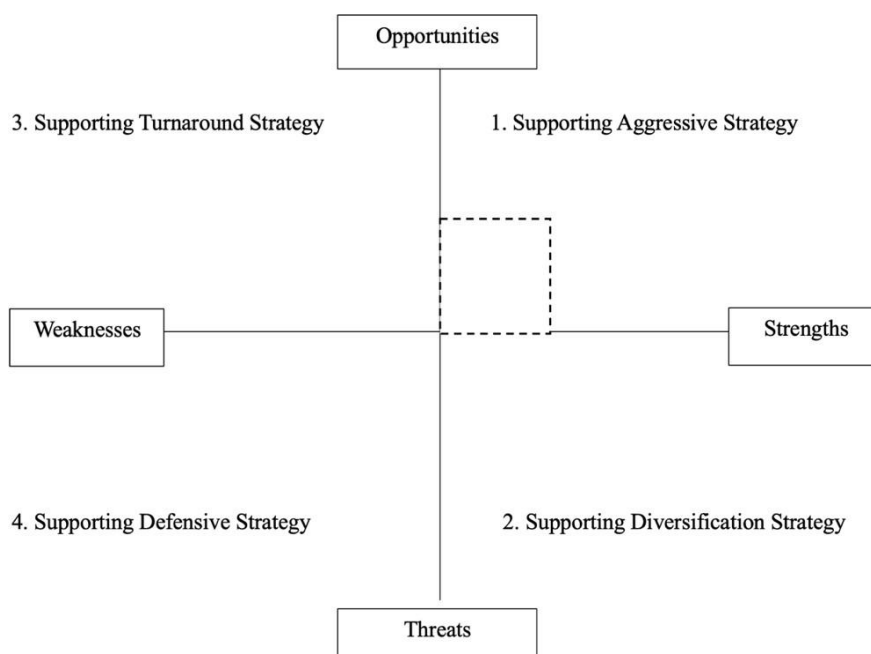 Opportunities
3. Supporting Turnaround Strategy
1. Supporting Aggressive Strategy
Weaknesses
Strengths
4. Supporting Defensive Strategy
2. Supporting Diversification Strategy
Threats